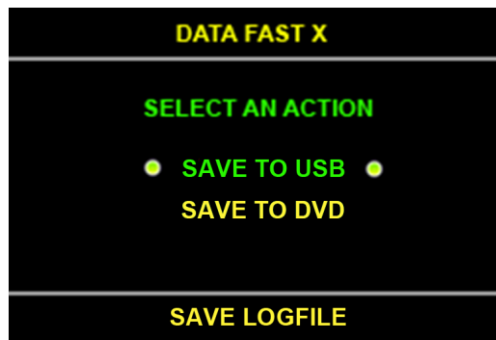 DATA FAST X
SELECT AN ACTION
SAVE TO USB
SAVE TO DVD
SAVE LOGFILE